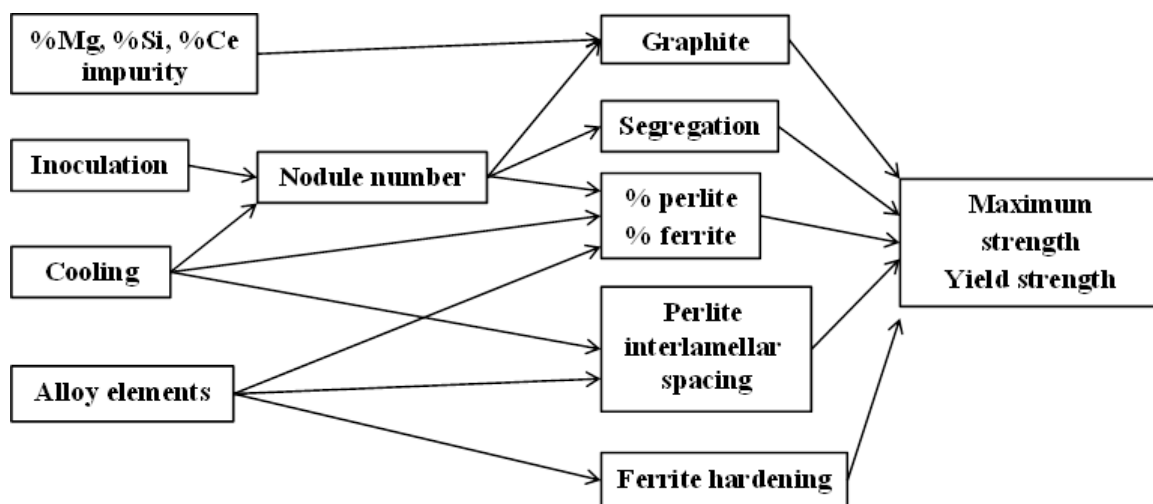 %Mg, %Si, %Ce
impurity
Inoculation
Cooling
Alloy elements
Nodule number
Graphite
Segregation
% perlite
% ferrite
Perlite
interlamellar
spacing
Ferrite hardening
Maximum
strength
Yield strength